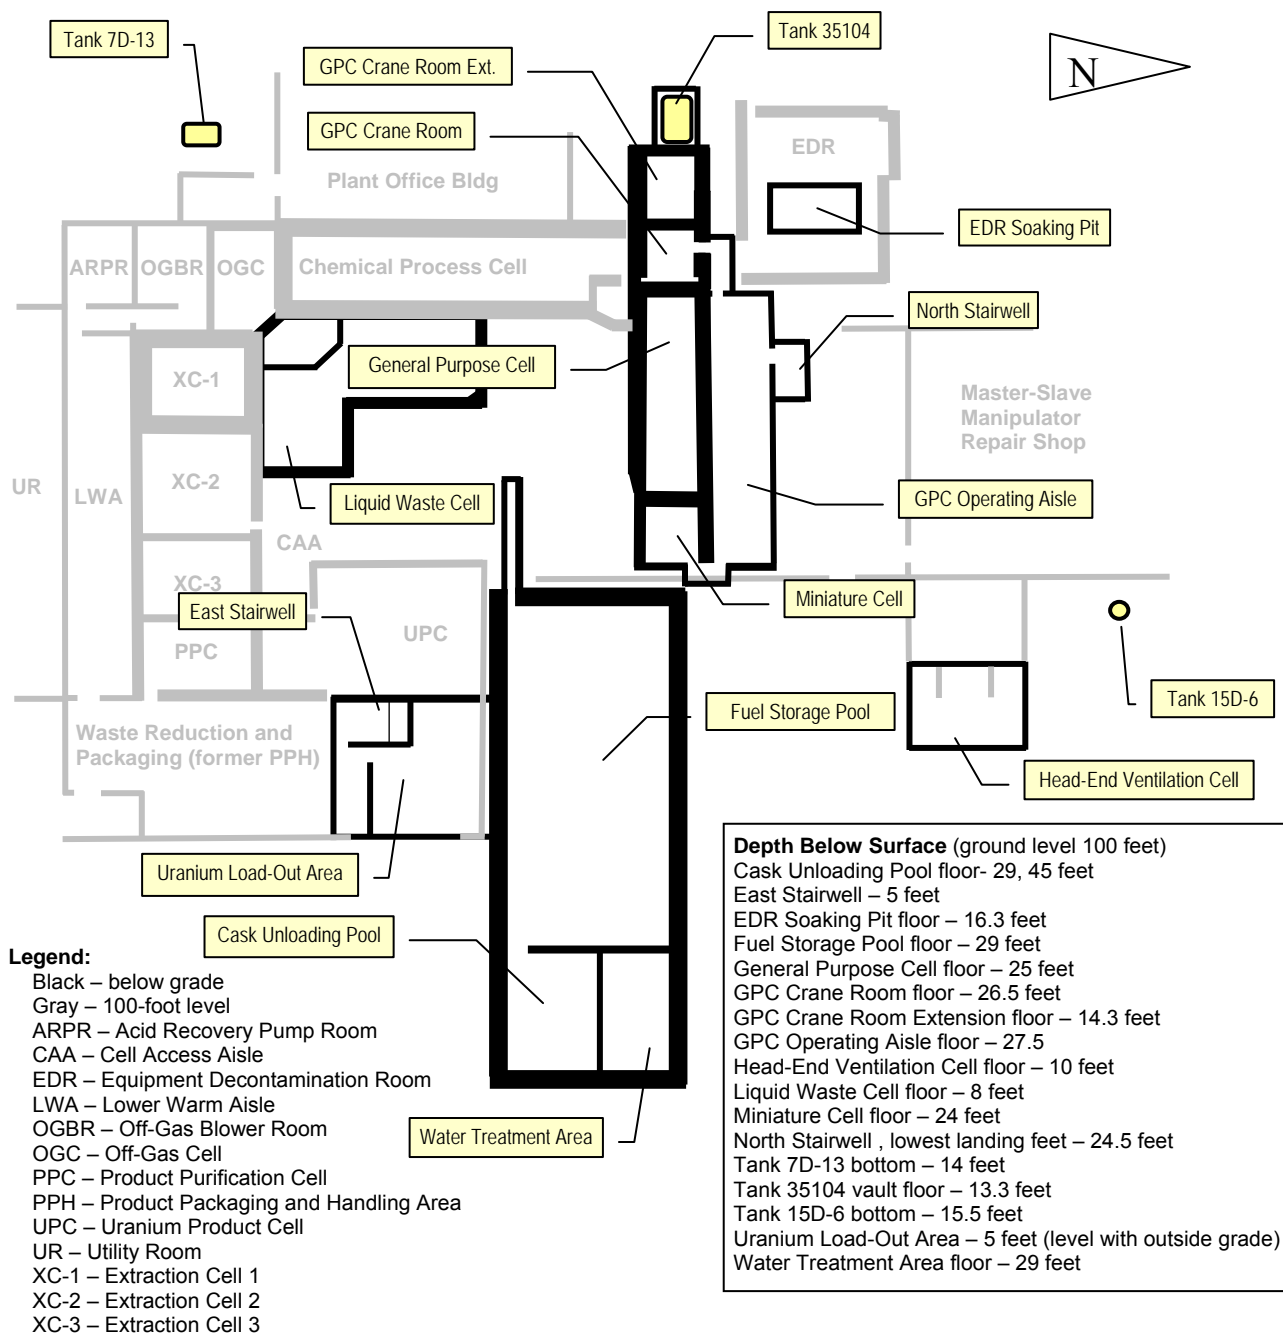 Tank 7D-13
Tank 35104
GPC Crane Room Ext.
N
GPC Crane Room
EDR
Plant Office Bldg
EDR Soaking Pit
ARPR
OGBR
OGC
Chemical Process Cell
North Stairwell
General Purpose Cell
XC-1
Master-Slave
Manipulator
Repair Shop
UR
LWA
XC-2
Liquid Waste Cell
GPC Operating Aisle
CAA
XC-3
East Stairwell
Miniature Cell
UPC
PPC
Tank 15D-6
Fuel Storage Pool
Waste Reduction and
Packaging (former PPH)
Head-End Ventilation Cell
Uranium Load-Out Area
Cask Unloading Pool
Water Treatment Area
Legend:
Black – below grade
Gray – 100-foot level
ARPR – Acid Recovery Pump Room
CAA – Cell Access Aisle
EDR – Equipment Decontamination Room
LWA – Lower Warm Aisle
OGBR – Off-Gas Blower Room
OGC – Off-Gas Cell
PPC – Product Purification Cell
PPH – Product Packaging and Handling Area
UPC – Uranium Product Cell
UR – Utility Room
XC-1 – Extraction Cell 1
XC-2 – Extraction Cell 2
XC-3 – Extraction Cell 3
Depth Below Surface (ground level 100 feet)
Cask Unloading Pool floor- 29, 45 feet
East Stairwell – 5 feet
EDR Soaking Pit floor – 16.3 feet
Fuel Storage Pool floor – 29 feet
General Purpose Cell floor – 25 feet
GPC Crane Room floor – 26.5 feet
GPC Crane Room Extension floor – 14.3 feet
GPC Operating Aisle floor – 27.5
Head-End Ventilation Cell floor – 10 feet
Liquid Waste Cell floor – 8 feet
Miniature Cell floor – 24 feet
North Stairwell , lowest landing feet – 24.5 feet
Tank 7D-13 bottom – 14 feet
Tank 35104 vault floor – 13.3 feet
Tank 15D-6 bottom – 15.5 feet
Uranium Load-Out Area – 5 feet (level with outside grade)
Water Treatment Area floor – 29 feet